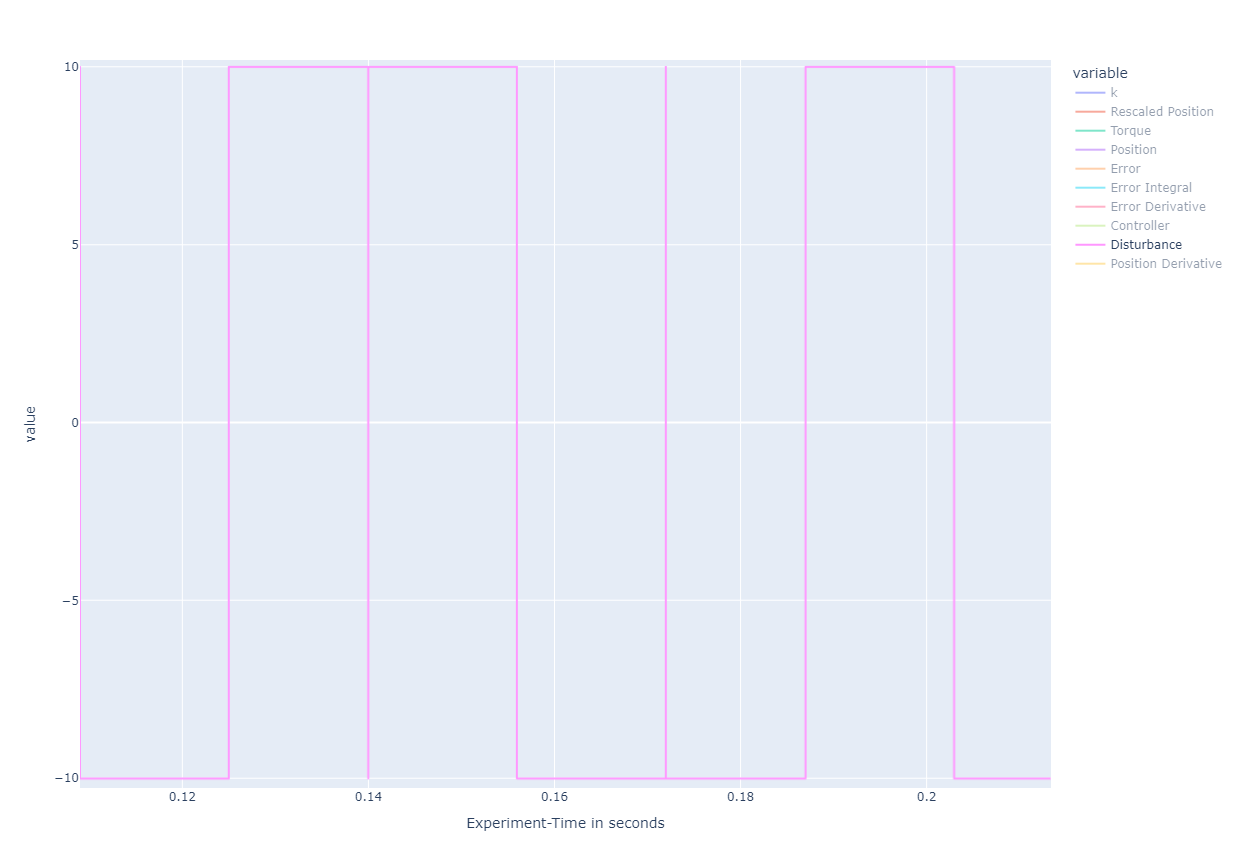 10
5
0
−5
−10
0.12
0.14
0.16
0.18
0.2
Experiment-Time in seconds
value
variable
k
Rescaled Position
Torque
Position
Error
Error Integral
Error Derivative
Controller
Disturbance
Position Derivative